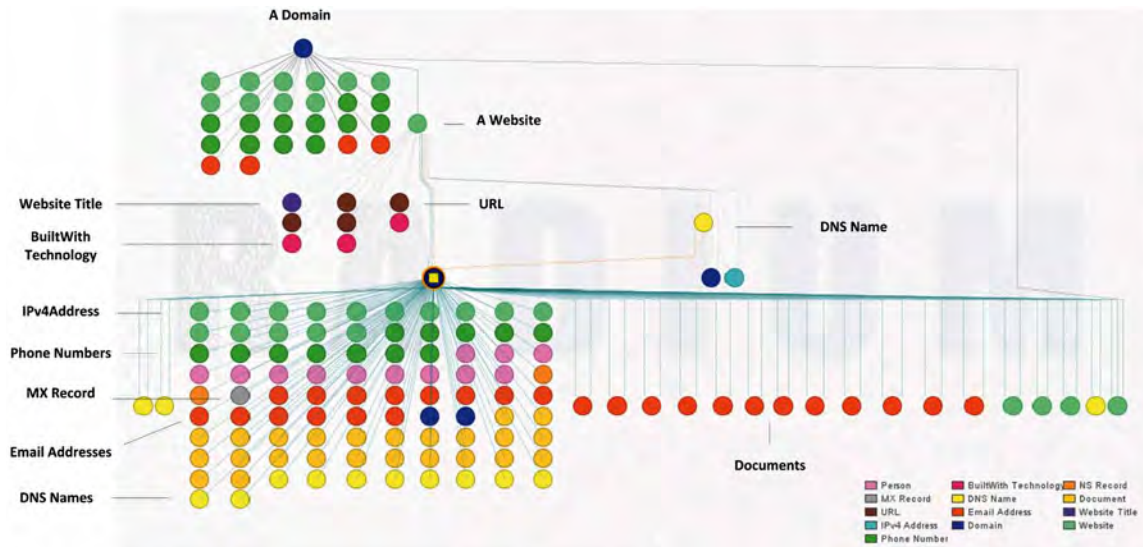 A Domain
A Website
Website Title
URL
BuiltWith
Technology
DNS Name
IPv4Address
Phone Numbers
MX Record
Email Addresses
DNS Names
Documents
Person
BuiltWith Technology
NS Record
MX Record
DNS Name
Document
URL
Email Address
Website Title
IPv4 Address
Domain
Website
Phone Number